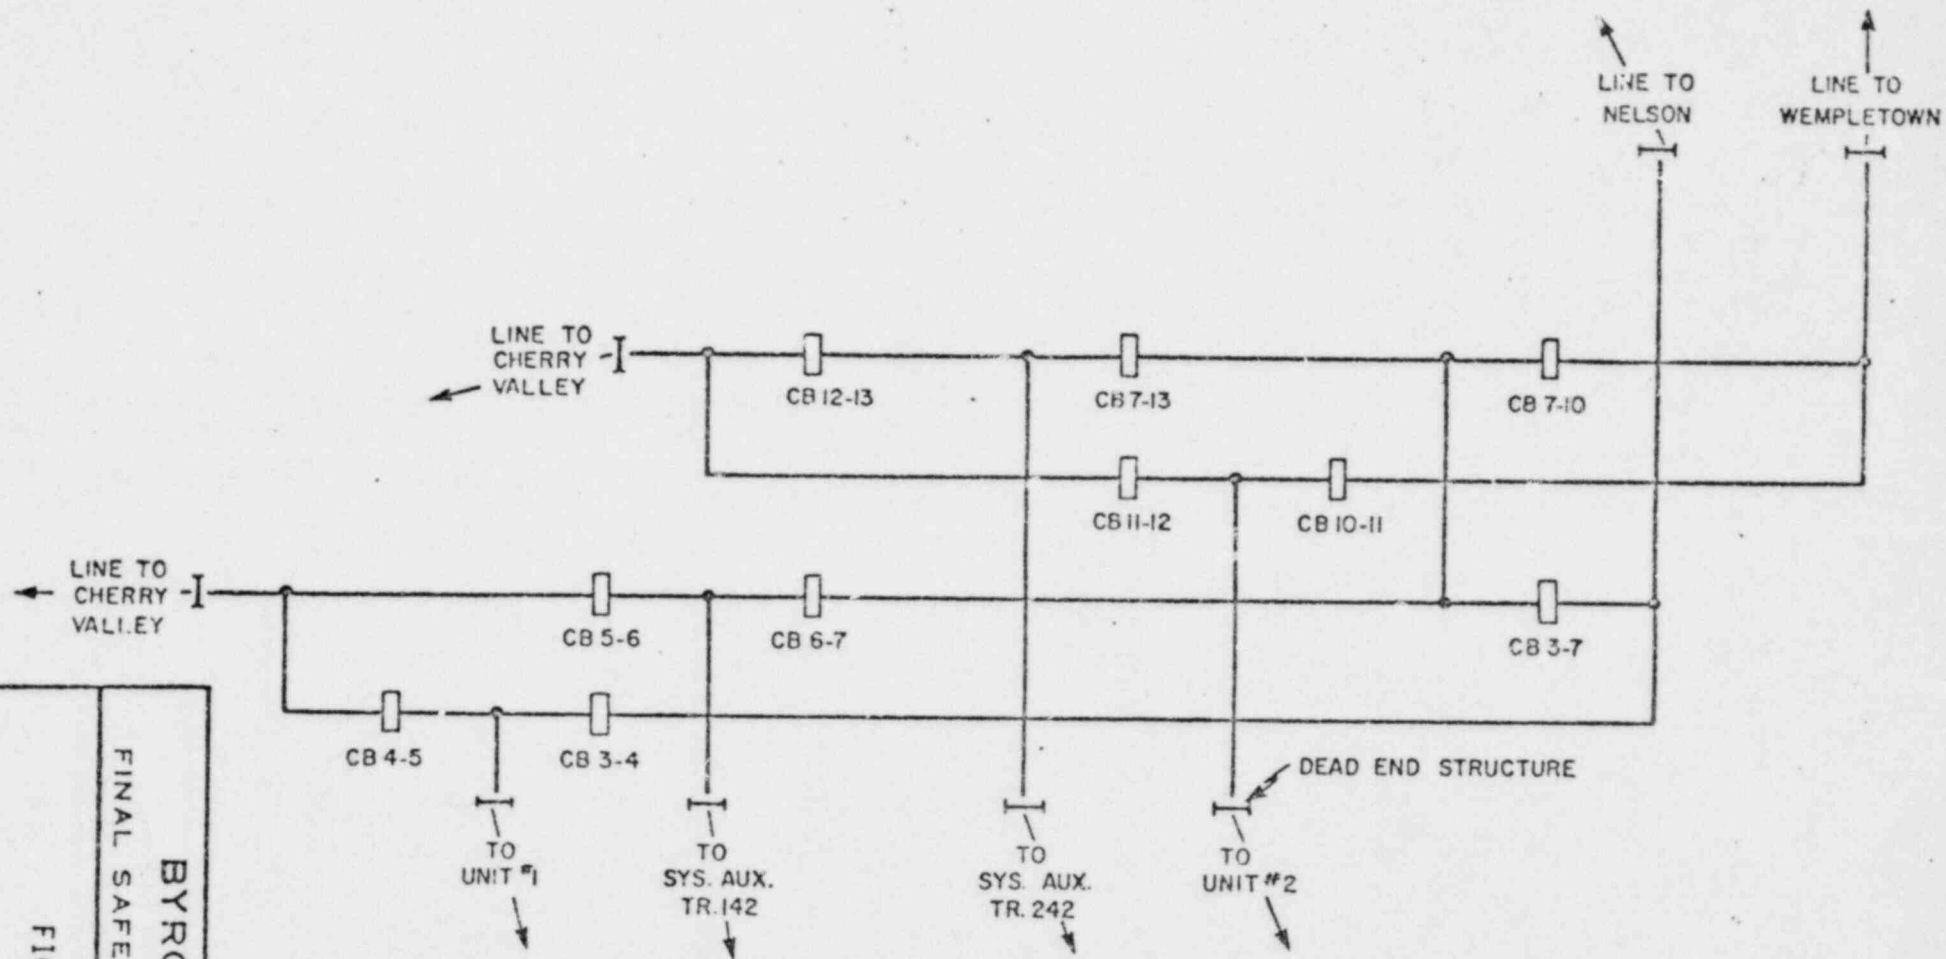 LINE TO
NELSON
LINE TO
WEMPLETOWN
LINE TO
CHERRY
VALLEY
CB 12-13
CB 7-13
CB 7-10
CB 11-12
CB 10-11
LINE TO
CHERRY
VALLEY
CB 5-6
CB 6-7
CB 3-7
CB 4-5
CB 3-4
DEAD END STRUCTURE
TO
UNIT #1
TO
SYS. AUX.
TR. 142
TO
SYS. AUX.
TR. 242
TO
UNIT #2
FINAL